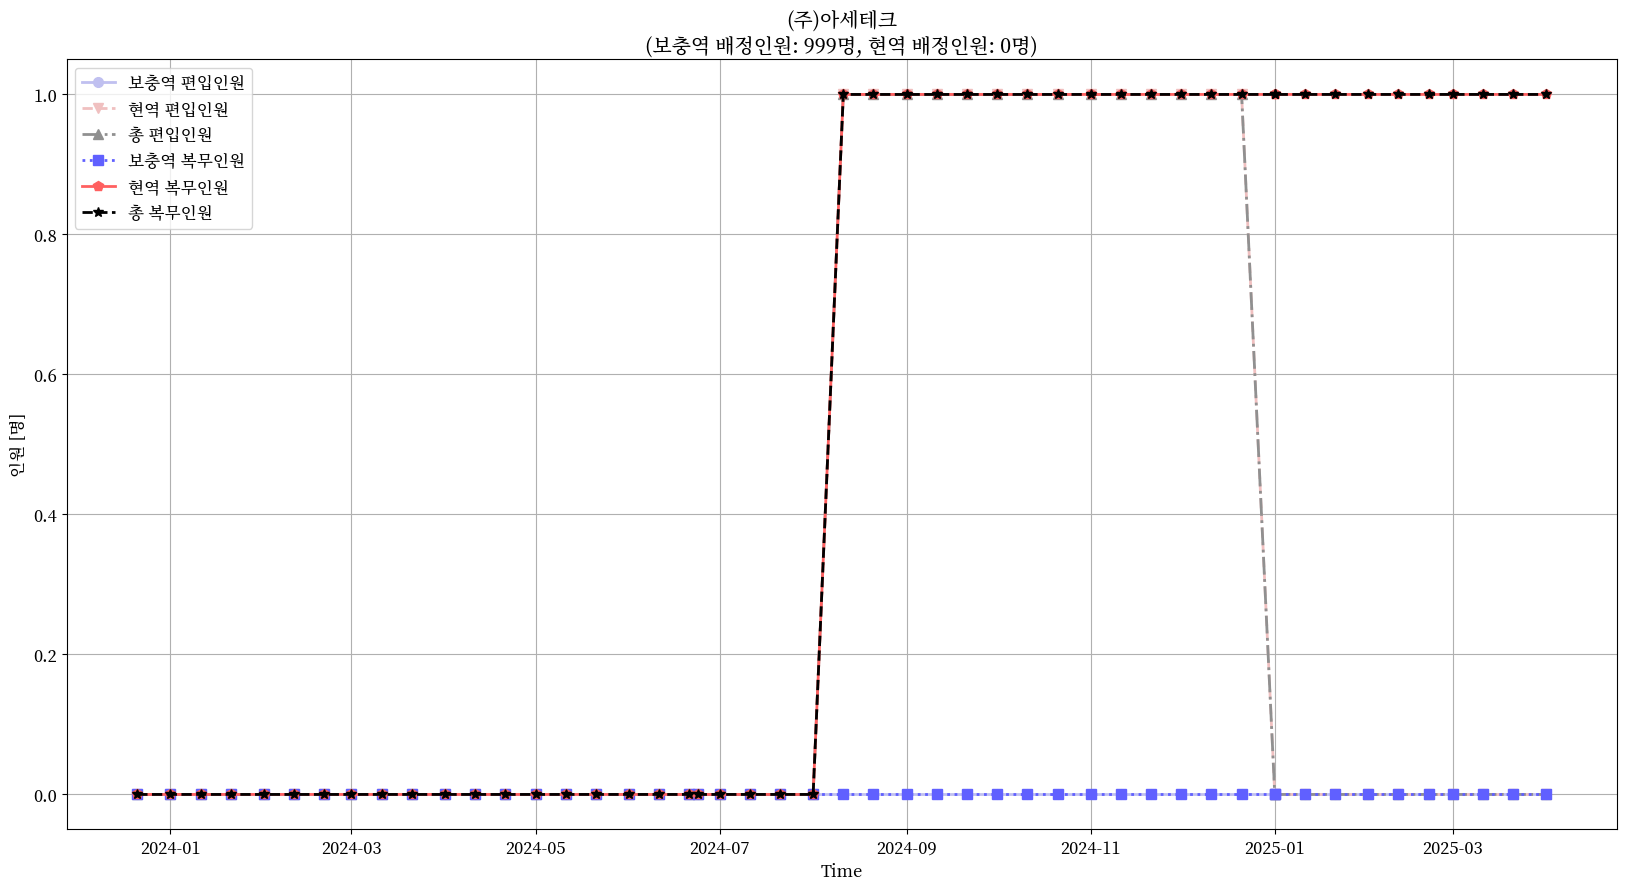 (주)아세테크
(보충역 배정인원: 999명, 현역 배정인원: 0명)
보충역 편입인원
현역 편입인원
총 편입인원
보충역 복무인원
현역 복무인원
총 복무인원
인원 [명]
1.0
0.8
0.6
0.4
0.2
0.0
2024-01
2024-03
2024-05
2024-07
2024-09
2024-11
2025-01
2025-03
Time